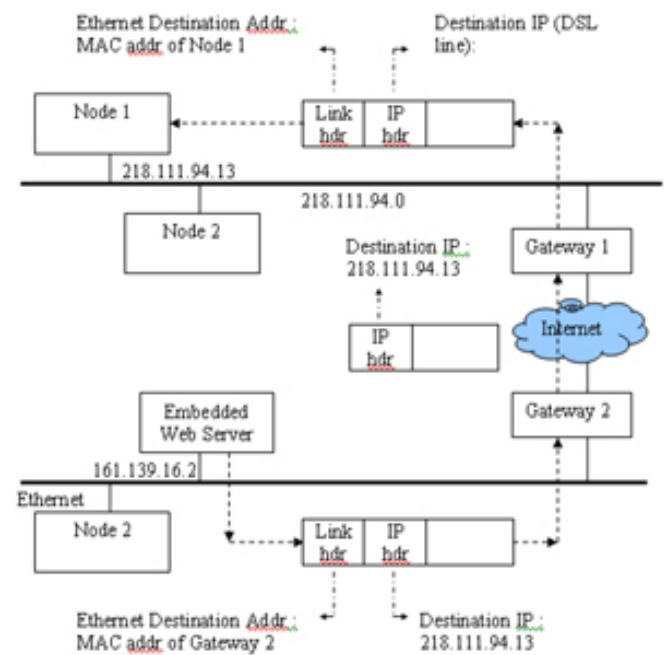 Ethernet Destination Addr.:
MAC addr of Node 1
Destination IP (DSL
line):
Node 1
Link
hdr
IP
hdr
218.111.94.13
218.111.94.0
Node 2
Destination IP :
218.111.94.13
Gateway 1
IP
hdr
Internet
Embedded
Web Server
Gateway 2
161.139.16.2
Ethernet
Node 2
Link
hdr
IP
hdr
Ethernet Destination Addr.:
MAC addr of Gateway 2
Destination IP :
218.111.94.13